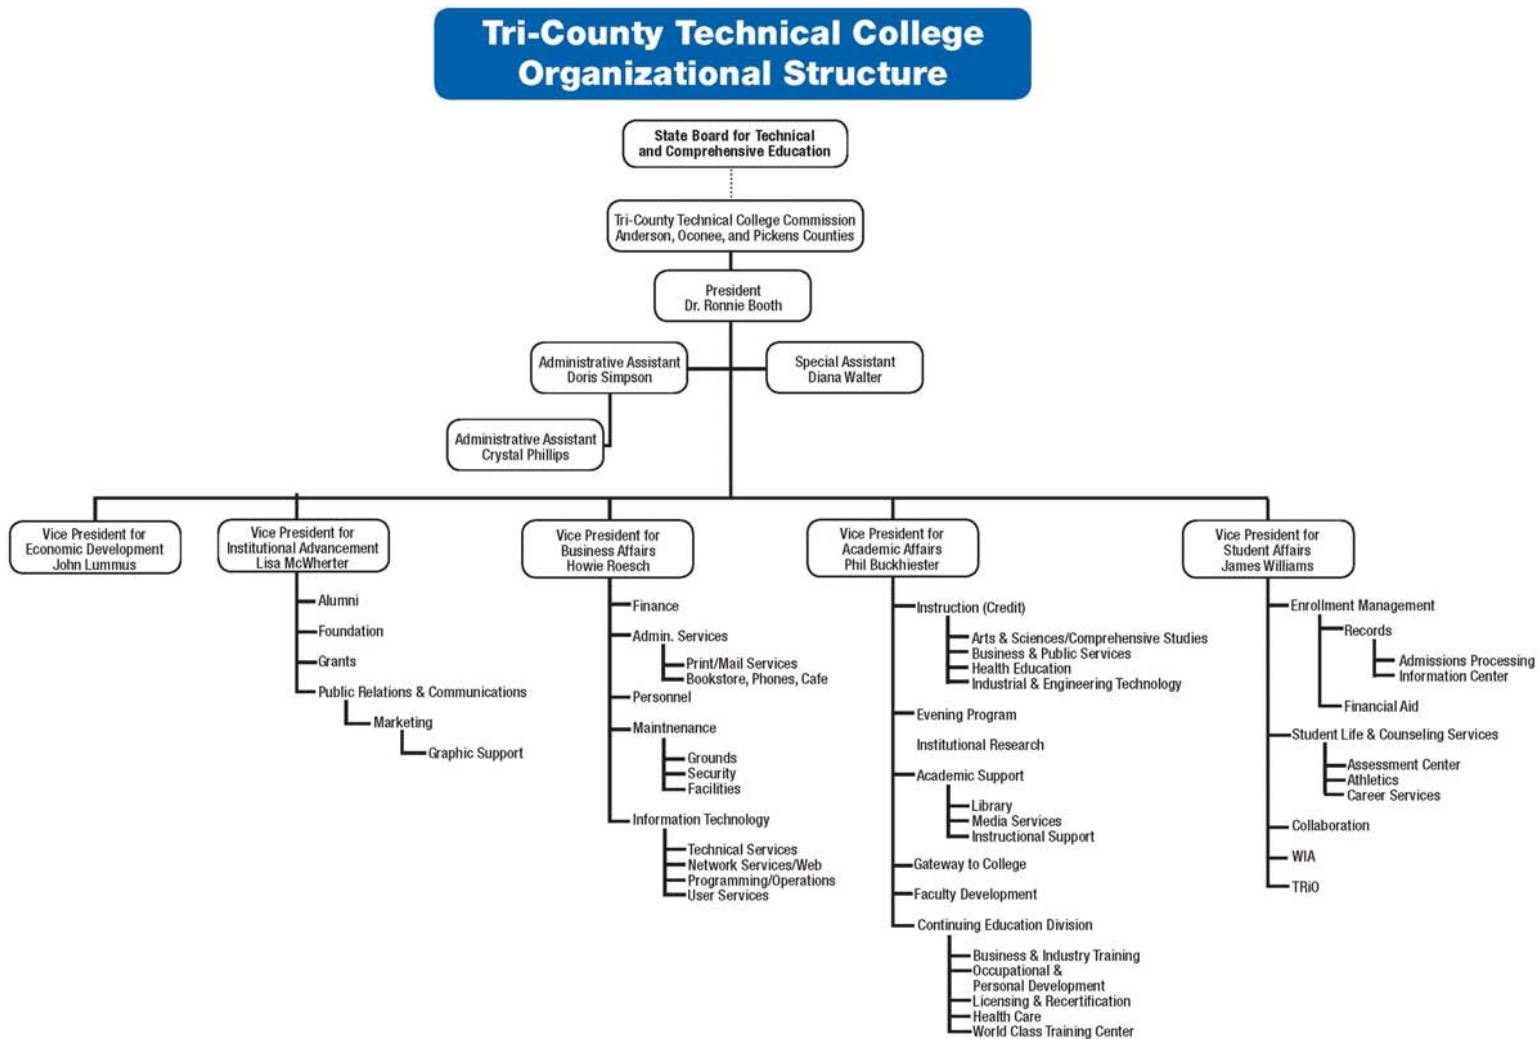 Tri-County Technical College
Organizational Structure
State Board for Technical
and Comprehensive Education
Tri-County Technical College Commission
Anderson, Oconee, and Pickens Counties
President
Dr. Ronnie Booth
Administrative Assistant
Doris Simpson
Special Assistant
Diana Walter
Administrative Assistant
Crystal Phillips
Vice President for
Economic Development
John Lummus
Vice President for
Institutional Advancement
Lisa McWherter
Alumni
Foundation
Grants
Public Relations & Communications
Marketing
Graphic Support
Vice President for
Business Affairs
Howie Roesch
Finance
Admin. Services
Print/Mail Services
Bookstore, Phones, Cafe
Personnel
Maintnenance
Grounds
Security
Facilities
Information Technology
Technical Services
Network Services/Web
Programming/Operations
User Services
Vice President for
Academic Affairs
Phil Buckhiester
Instruction (Credit)
Arts & Sciences/Comprehensive Studies
Business & Public Services
Health Education
Industrial & Engineering Technology
Evening Program
Institutional Research
Academic Support
Library
Media Services
Instructional Support
Gateway to College
Faculty Development
Continuing Education Division
Business & Industry Training
Occupational &
Personal Development
Licensing & Recertification
Health Care
World Class Training Center
Vice President for
Student Affairs
James Williams
Enrollment Management
Records
Admissions Processing
Information Center
Financial Aid
Student Life & Counseling Services
Assessment Center
Athletics
Career Services
Collaboration
WIA
TRiO